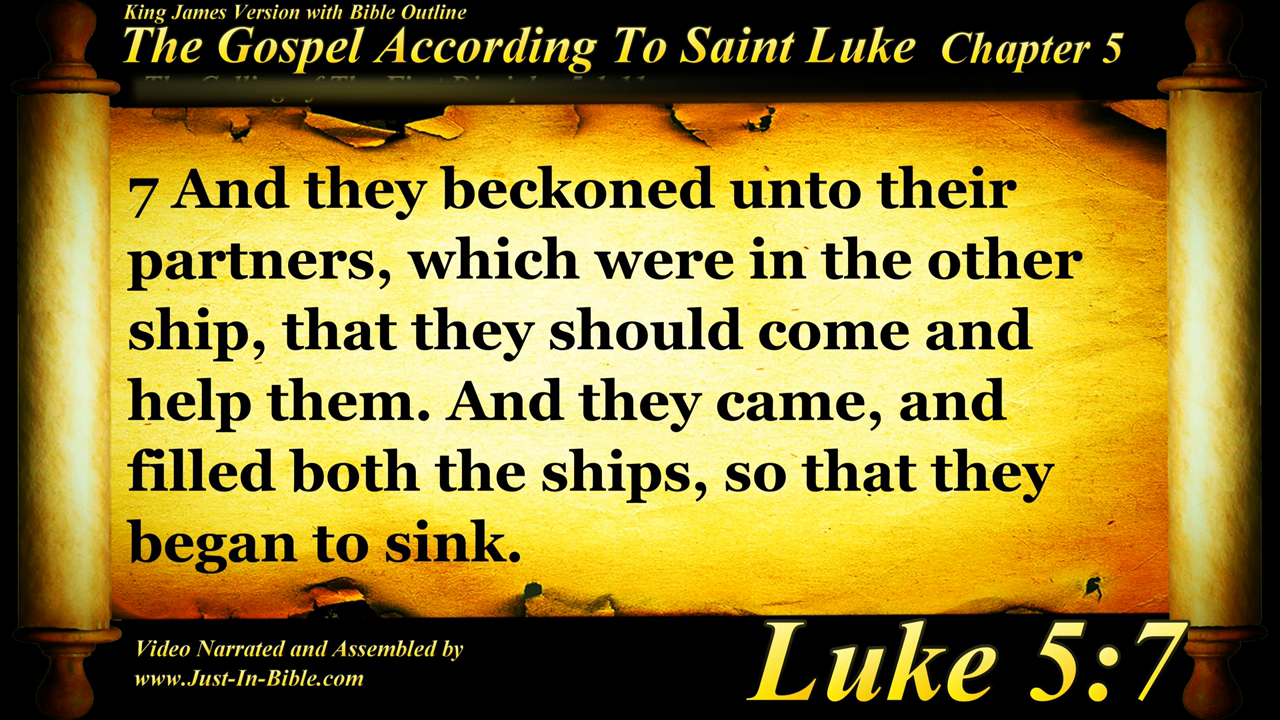 King James Version with Bible Outline
The Gospel According To Saint Luke Chapter 5
7 And they beckoned unto their
partners, which were in the other
ship, that they should come and
help them. And they came, and
filled both the ships, so that they
began to sink.
Video Narrated and Assembled by
www.Just-In-Bible.com
Luke 5:7